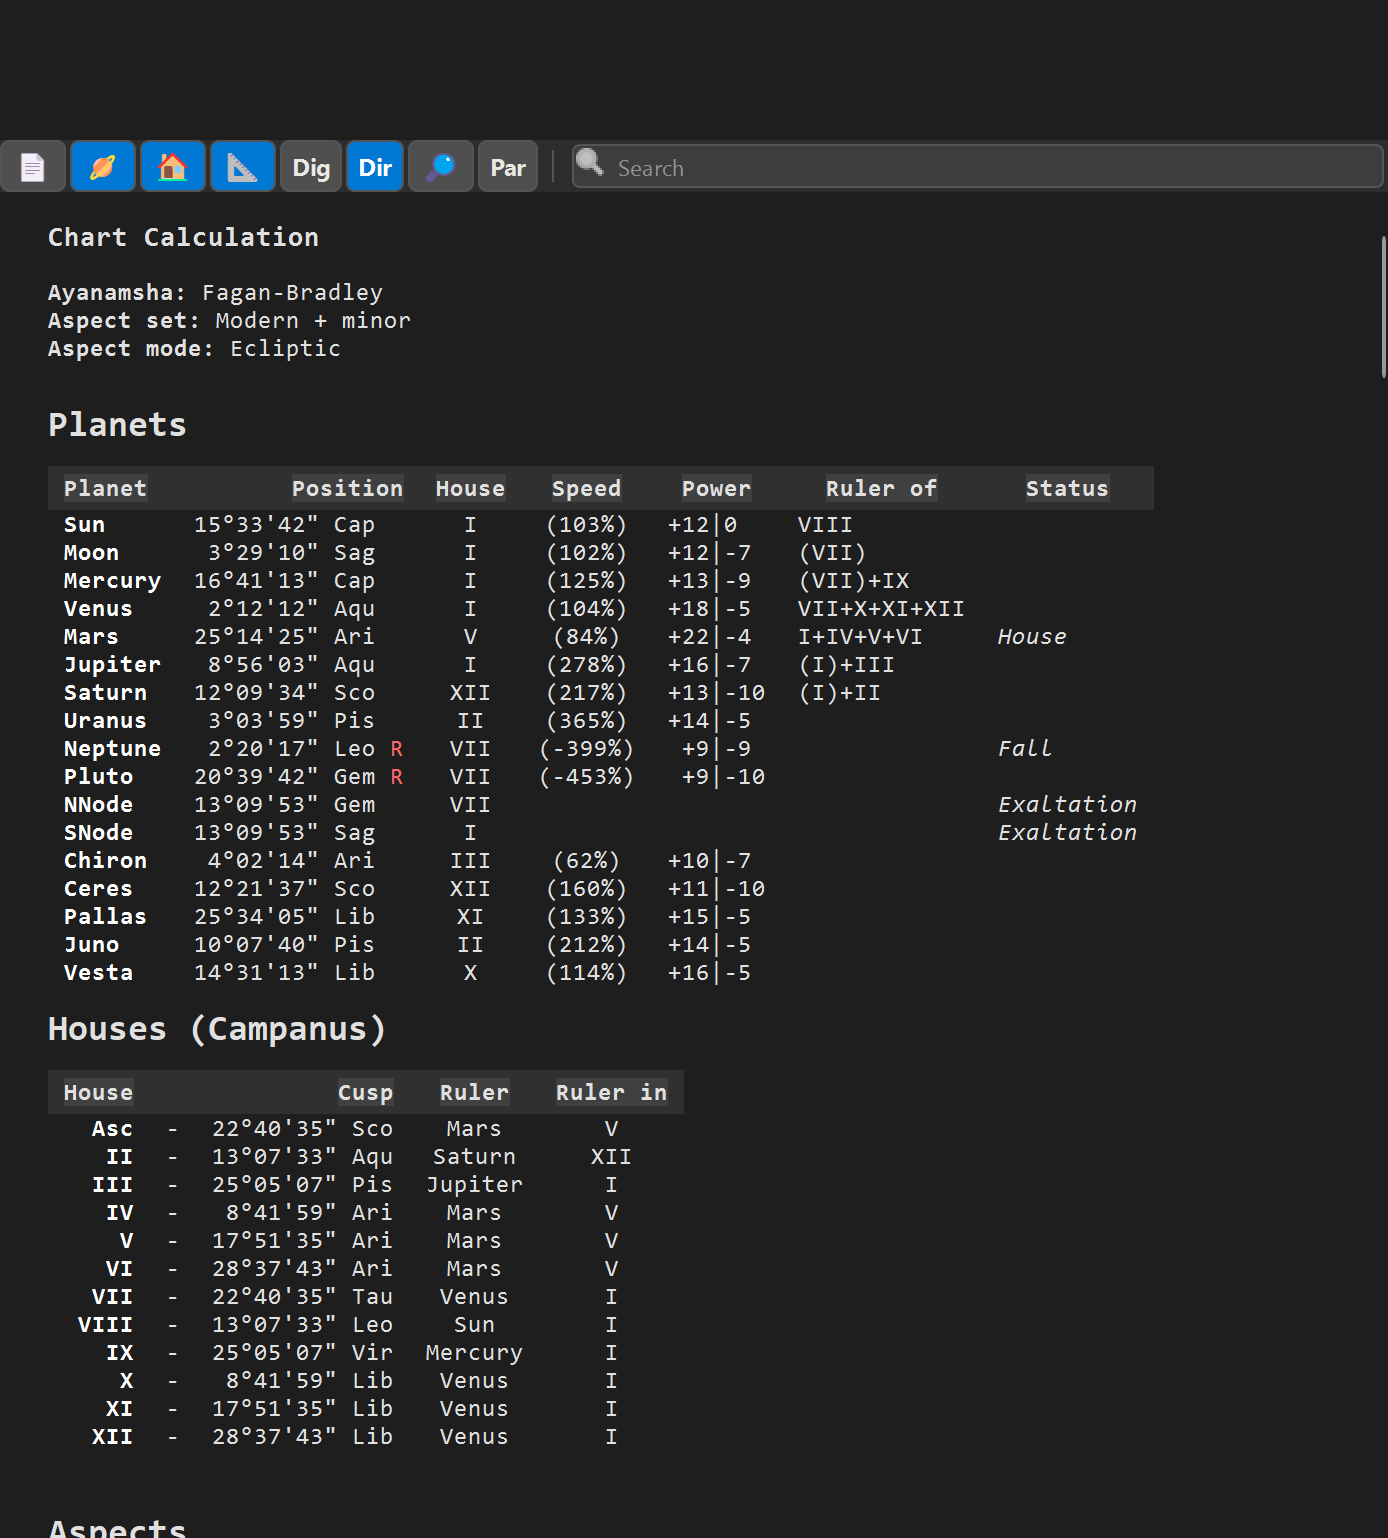 Dig Dir Par Search
Chart Calculation
Ayanamsha: Fagan-Bradley
Aspect set: Modern + minor
Aspect mode: Ecliptic
Planets
Planet Position House Speed Power Ruler of Status
Sun 15°33'42" Cap I (103%) +12|0 VIII
Moon 3°29'10" Sag I (102%) +12|-7 (VII)
Mercury 16°41'13" Cap I (125%) +13|-9 (VII)+IX
Venus 2°12'12" Aqu I (104%) +18|-5 VII+X+XI+XII
Mars 25°14'25" Ari V (84%) +22|-4 I+IV+V+VI House
Jupiter 8°56'03" Aqu I (278%) +16|-7 (I)+III
Saturn 12°09'34" Sco XII (217%) +13|-10 (I)+II
Uranus 3°03'59" Pis II (365%) +14|-5
Neptune 2°20'17" Leo R VII (-399%) +9|-9 Fall
Pluto 20°39'42" Gem R VII (-453%) +9|-10
NNode 13°09'53" Gem VII Exaltation
SNode 13°09'53" Sag I Exaltation
Chiron 4°02'14" Ari III (62%) +10|-7
Ceres 12°21'37" Sco XII (160%) +11|-10
Pallas 25°34'05" Lib XI (133%) +15|-5
Juno 10°07'40" Pis II (212%) +14|-5
Vesta 14°31'13" Lib X (114%) +16|-5
Houses (Campanus)
House Cusp Ruler Ruler in
Asc - 22°40'35" Sco Mars V
II - 13°07'33" Aqu Saturn XII
III - 25°05'07" Pis Jupiter I
IV - 8°41'59" Ari Mars V
V - 17°51'35" Ari Mars V
VI - 28°37'43" Ari Mars V
VII - 22°40'35" Tau Venus I
VIII - 13°07'33" Leo Sun I
IX - 25°05'07" Vir Mercury I
X - 8°41'59" Lib Venus I
XI - 17°51'35" Lib Venus I
XII - 28°37'43" Lib Venus I
Aspects